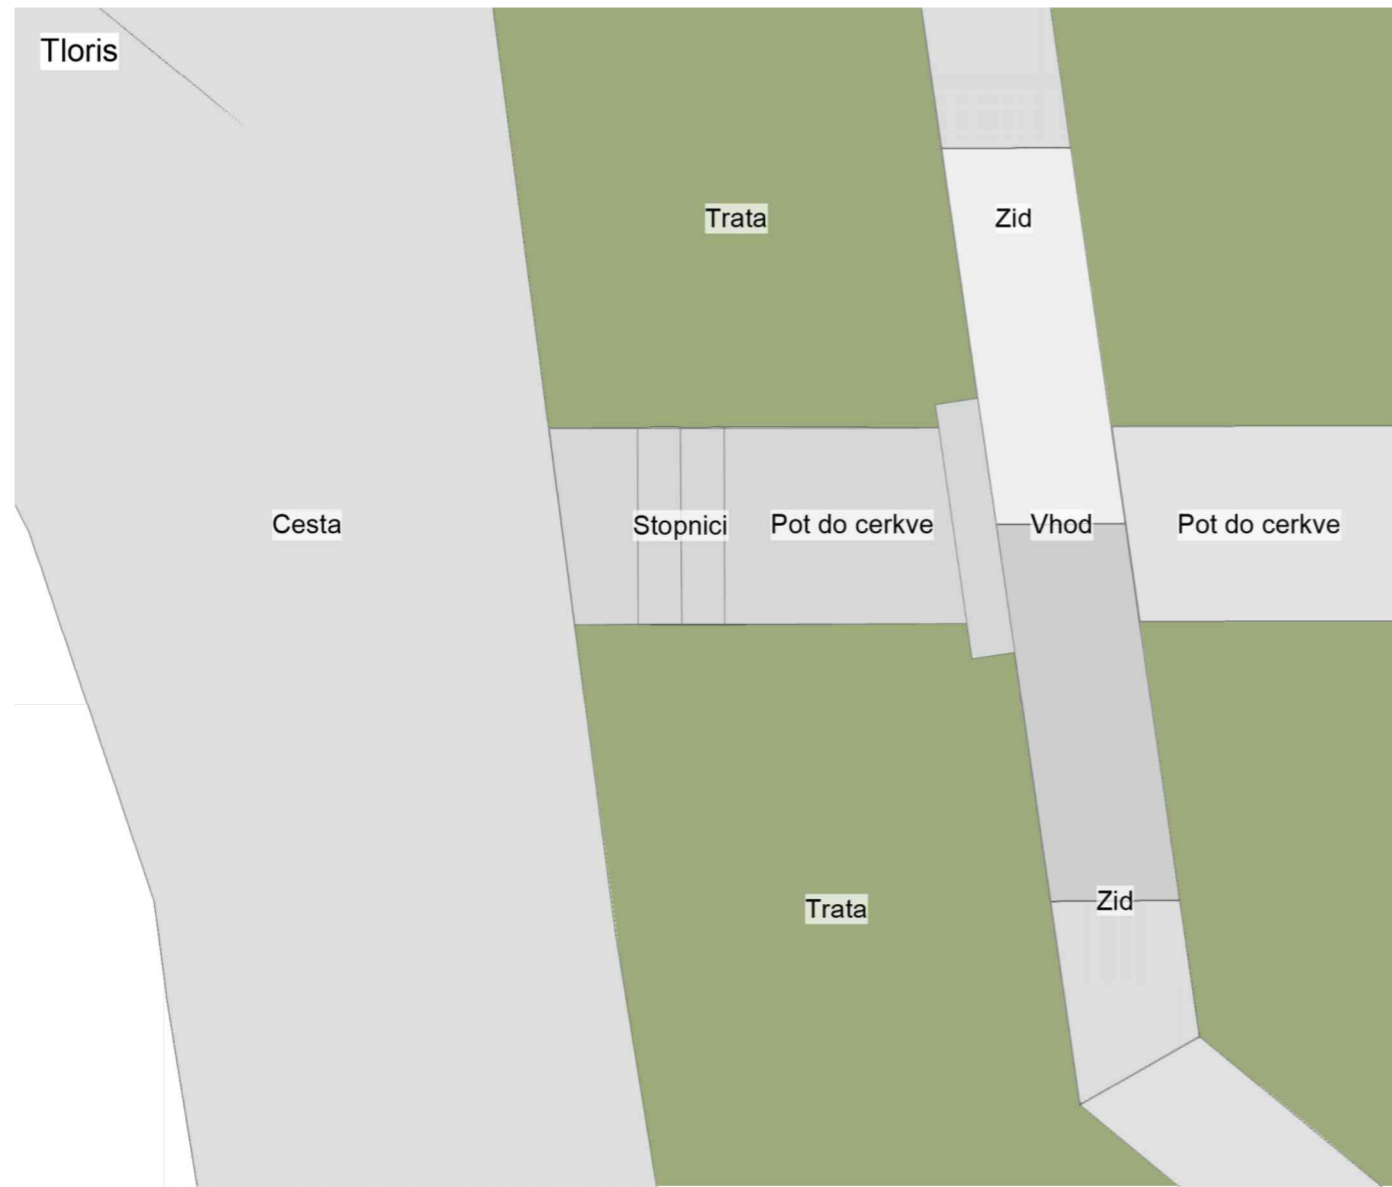 Tloris
Trata
Zid
Cesta
Stopnici
Pot do cerkve
Vhod
Pot do cerkve
Zid
Trata